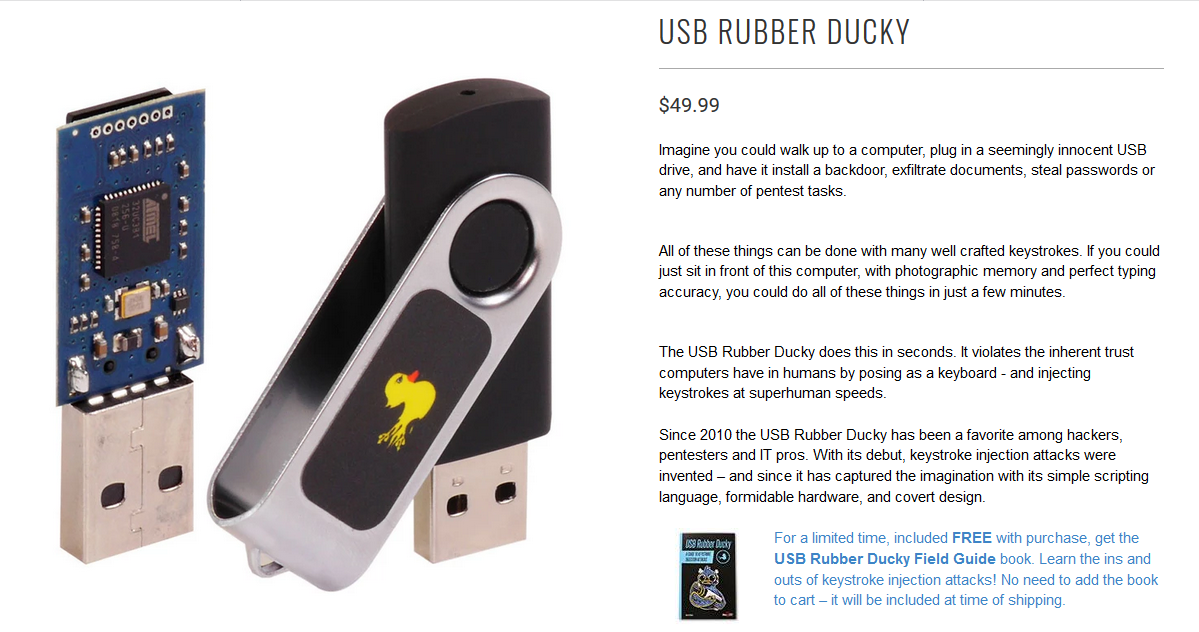 USB RUBBER DUCKY
$49.99
Imagine you could walk up to a computer, plug in a seemingly innocent USB
drive, and have it install a backdoor, exfiltrate documents, steal passwords or
any number of pentest tasks.
All of these things can be done with many well crafted keystrokes. If you could
just sit in front of this computer, with photographic memory and perfect typing
accuracy, you could do all of these things in just a few minutes.
The USB Rubber Ducky does this in seconds. It violates the inherent trust
computers have in humans by posing as a keyboard - and injecting
keystrokes at superhuman speeds.
Since 2010 the USB Rubber Ducky has been a favorite among hackers,
pentesters and IT pros. With its debut, keystroke injection attacks were
invented – and since it has captured the imagination with its simple scripting
language, formidable hardware, and covert design.
USB Rubber Ducky
For a limited time, included FREE with purchase, get the
USB Rubber Ducky Field Guide book. Learn the ins and
outs of keystroke injection attacks! No need to add the book
to cart – it will be included at time of shipping.
ATMEL
32UC3B1
256-U